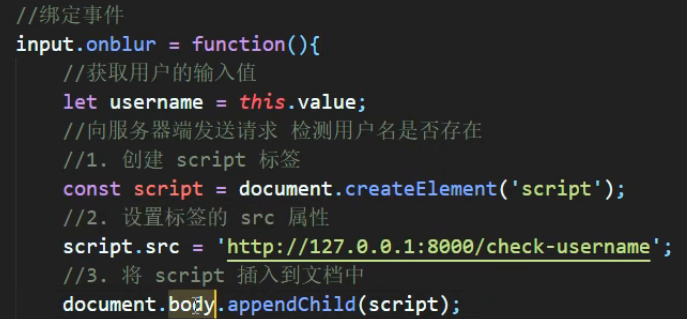 //绑定事件
input.onblur = function(){
//获取用户的输入值
let username = this.value;
//向服务器端发送请求 检测用户名是否存在
//1. 创建 script 标签
const script = document.createElement('script');
//2. 设置标签的 src 属性
script.src = 'http://127.0.0.1:8000/check-username';
//3. 将 script 插入到文档中
document.body.appendChild(script);